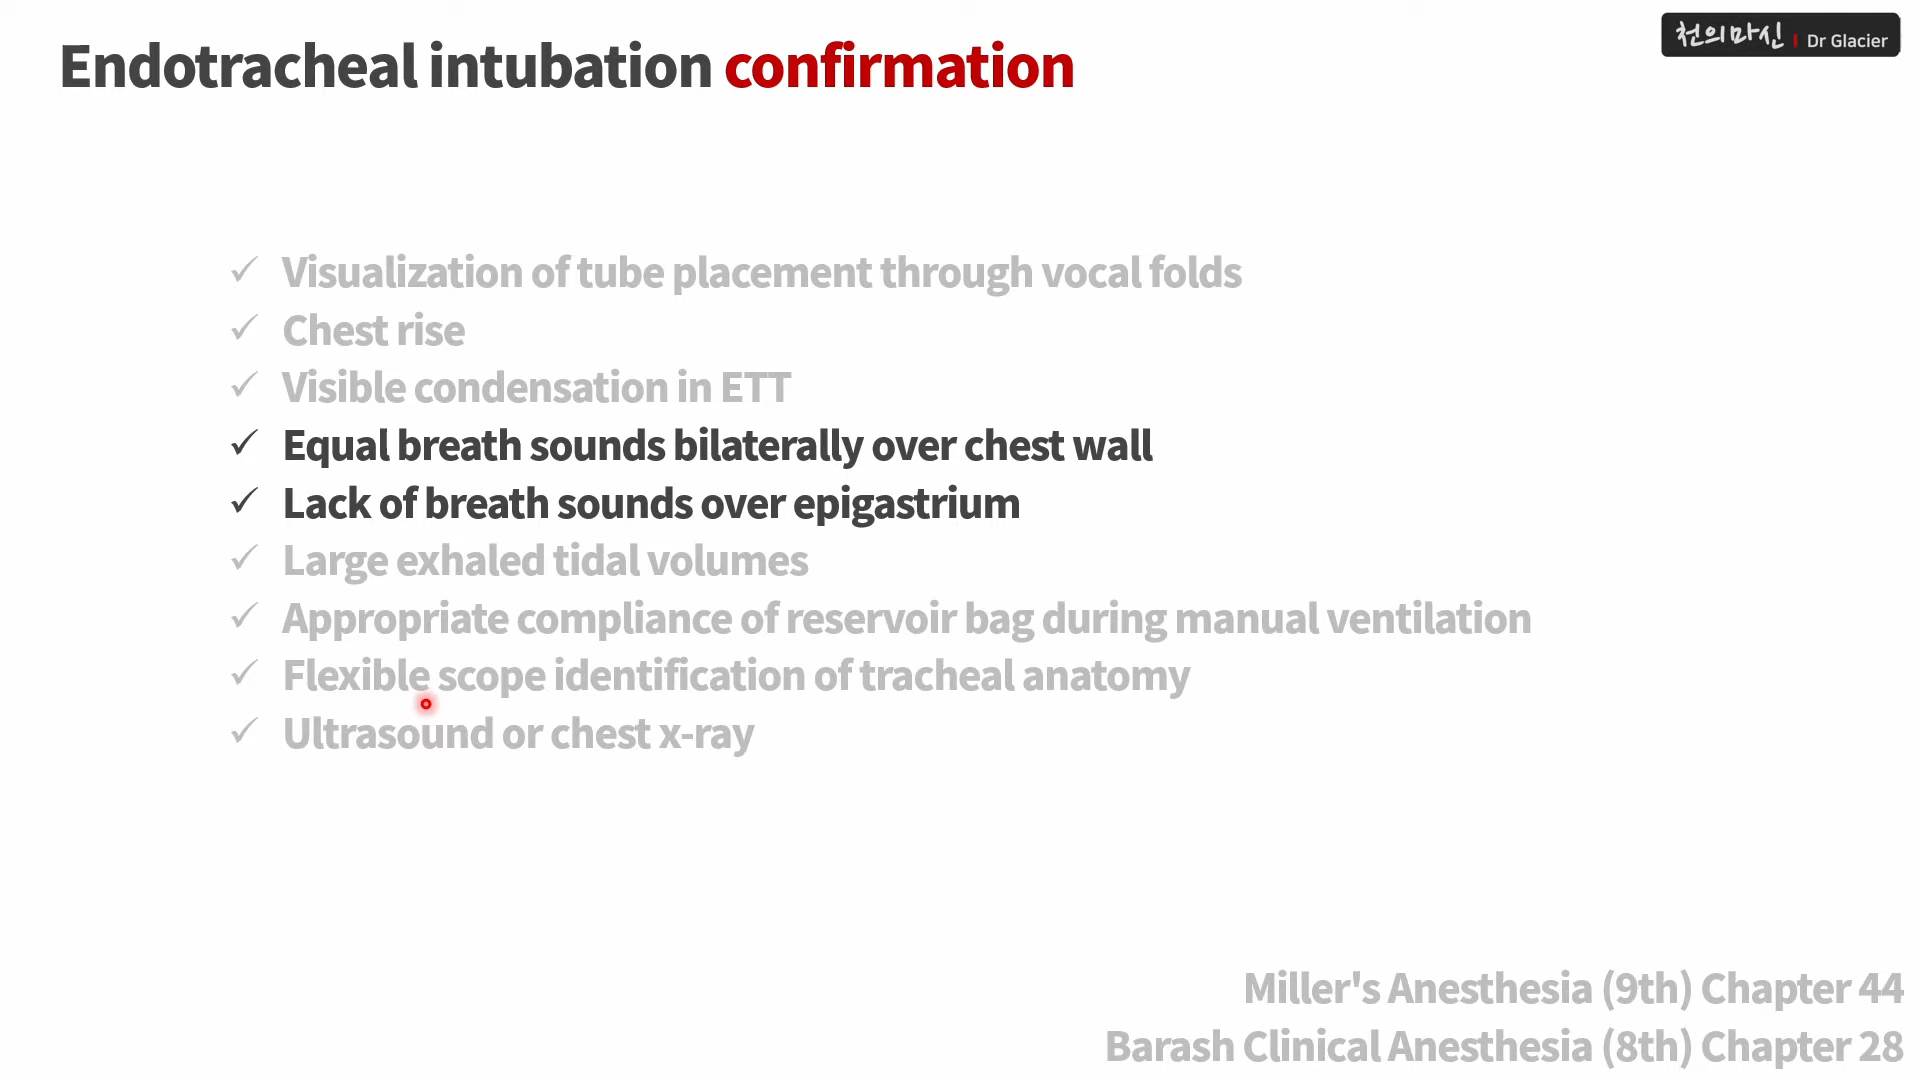 Endotracheal intubation confirmation
천의마신 | Dr Glacier
✓ Visualization of tube placement through vocal folds
✓ Chest rise
✓ Visible condensation in ETT
✓ Equal breath sounds bilaterally over chest wall
✓ Lack of breath sounds over epigastrium
✓ Large exhaled tidal volumes
✓ Appropriate compliance of reservoir bag during manual ventilation
✓ Flexible scope identification of tracheal anatomy
✓ Ultrasound or chest x-ray
Miller's Anesthesia (9th) Chapter 44
Barash Clinical Anesthesia (8th) Chapter 28